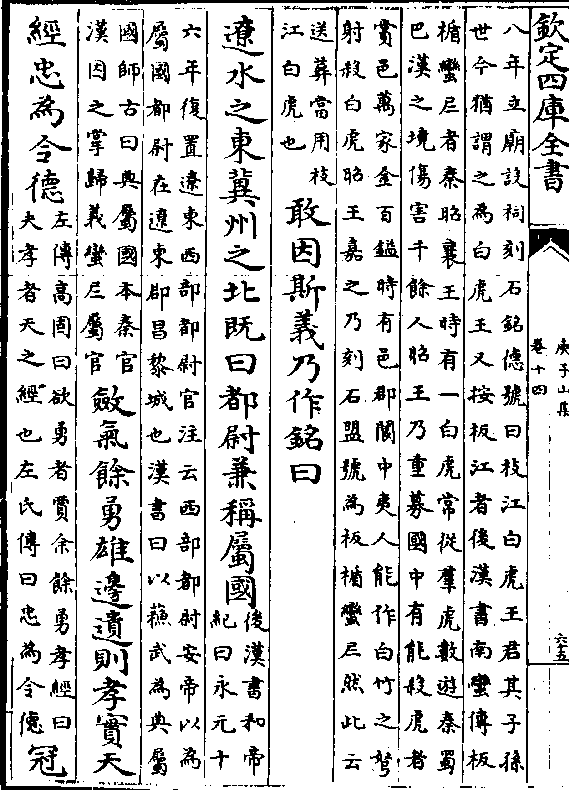 欽定四庫全書
庾子山集
卷十四
六十五
八年立廟設祠刻石銘德號曰枝江白虎王君其子孫
世今猶謂之為白虎王又按板江者後漢書南蠻傳板
楯蠻𡰥者秦昭襄王時有一白虎常從羣虎數遊秦蜀
巴漢之境傷害千餘人昭王乃重募國中有能殺虎者
賞邑萬家金百鎰時有邑郡閬中夷人能作白竹之弩
射殺白虎昭王嘉之乃刻石盟號為板楯蠻𡰥然此云
送葬當用枝
江白虎也
敢因斯義乃作銘曰
遼水之東冀州之北既曰都尉兼稱屬國
後漢書和帝
紀曰永元十
六年復置遼東西部都尉官注云西部都尉安帝以為
屬國都尉在遼東郡昌黎城也漢書曰以蘇武為典屬
國師古曰典屬國本秦官
漢因之掌歸義蠻𡰥屬官
斂氣餘勇雄邊遺則孝實天
經忠為令德
左傳高固曰欲勇者賈余餘勇孝經曰
夫孝者天之經也左氏傳曰忠為令德
冠